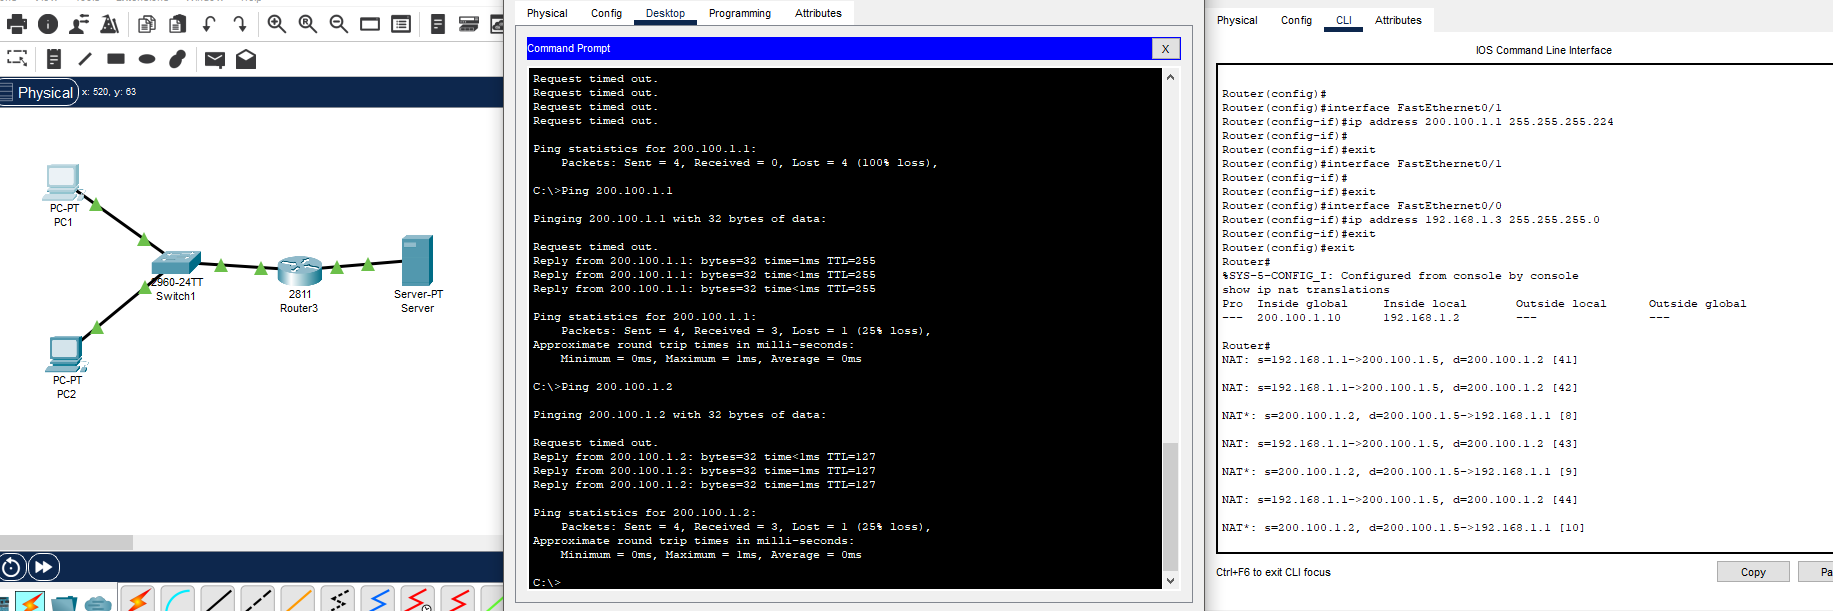 Physical x: 520, y: 63
PC-PT
PC1
2960-24TT
Switch1
2811
Router3
Server-PT
Server
PC-PT
PC2
Physical Config Desktop Programming Attributes
Command Prompt X
Request timed out.
Request timed out.
Request timed out.
Request timed out.
Ping statistics for 200.100.1.1:
Packets: Sent = 4, Received = 0, Lost = 4 (100% loss),
C:\>Ping 200.100.1.1
Pinging 200.100.1.1 with 32 bytes of data:
Request timed out.
Reply from 200.100.1.1: bytes=32 time=1ms TTL=255
Reply from 200.100.1.1: bytes=32 time<1ms TTL=255
Reply from 200.100.1.1: bytes=32 time<1ms TTL=255
Ping statistics for 200.100.1.1:
Packets: Sent = 4, Received = 3, Lost = 1 (25% loss),
Approximate round trip times in milli-seconds:
Minimum = 0ms, Maximum = 1ms, Average = 0ms
C:\>Ping 200.100.1.2
Pinging 200.100.1.2 with 32 bytes of data:
Request timed out.
Reply from 200.100.1.2: bytes=32 time<1ms TTL=127
Reply from 200.100.1.2: bytes=32 time=1ms TTL=127
Reply from 200.100.1.2: bytes=32 time=1ms TTL=127
Ping statistics for 200.100.1.2:
Packets: Sent = 4, Received = 3, Lost = 1 (25% loss),
Approximate round trip times in milli-seconds:
Minimum = 0ms, Maximum = 1ms, Average = 0ms
C:\>
Physical Config CLI Attributes
IOS Command Line Interface
Router(config)#
Router(config)#interface FastEthernet0/1
Router(config-if)#ip address 200.100.1.1 255.255.255.224
Router(config-if)#
Router(config-if)#exit
Router(config)#interface FastEthernet0/1
Router(config-if)#
Router(config-if)#exit
Router(config)#interface FastEthernet0/0
Router(config-if)#ip address 192.168.1.3 255.255.255.0
Router(config-if)#exit
Router(config)#exit
Router#
%SYS-5-CONFIG_I: Configured from console by console
show ip nat translations
Pro Inside global Inside local Outside local Outside global
--- 200.100.1.10 192.168.1.2 --- ---
Router#
NAT: s=192.168.1.1->200.100.1.5, d=200.100.1.2 [41]
NAT: s=192.168.1.1->200.100.1.5, d=200.100.1.2 [42]
NAT*: s=200.100.1.2, d=200.100.1.5->192.168.1.1 [8]
NAT: s=192.168.1.1->200.100.1.5, d=200.100.1.2 [43]
NAT*: s=200.100.1.2, d=200.100.1.5->192.168.1.1 [9]
NAT: s=192.168.1.1->200.100.1.5, d=200.100.1.2 [44]
NAT*: s=200.100.1.2, d=200.100.1.5->192.168.1.1 [10]
Ctrl+F6 to exit CLI focus
Copy Pa